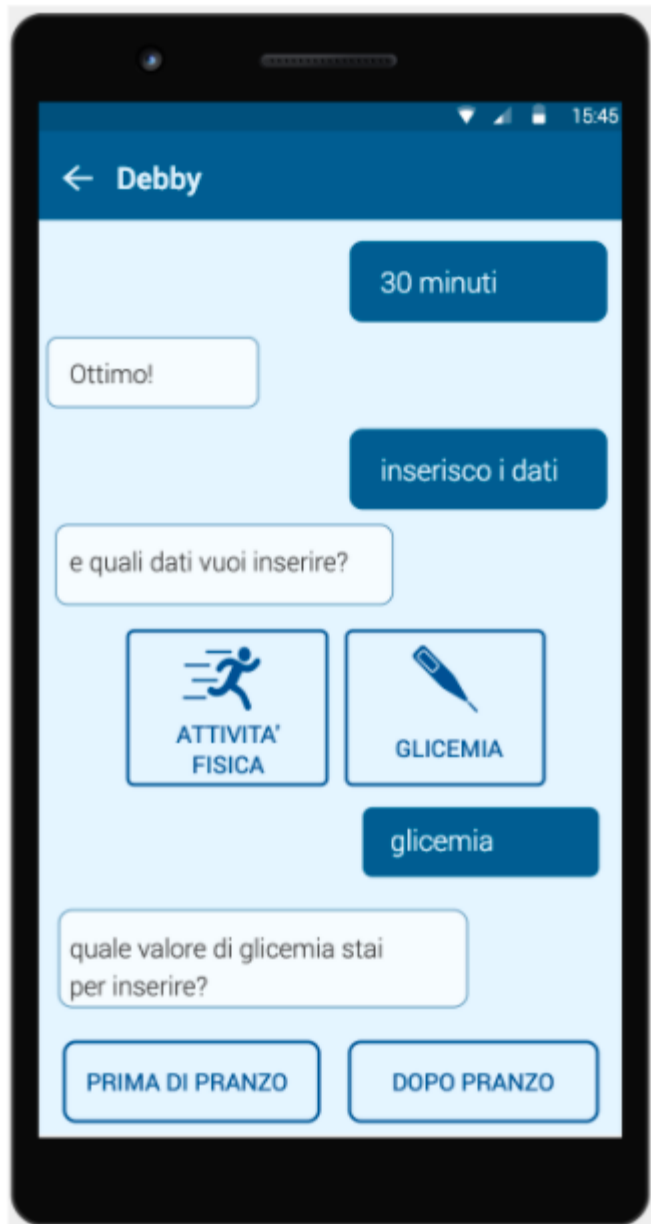 15:45
← Debby
30 minuti
Ottimo!
inserisco i dati
e quali dati vuoi inserire?
ATTIVITA'
FISICA
GLICEMIA
glicemia
quale valore di glicemia stai
per inserire?
PRIMA DI PRANZO
DOPO PRANZO